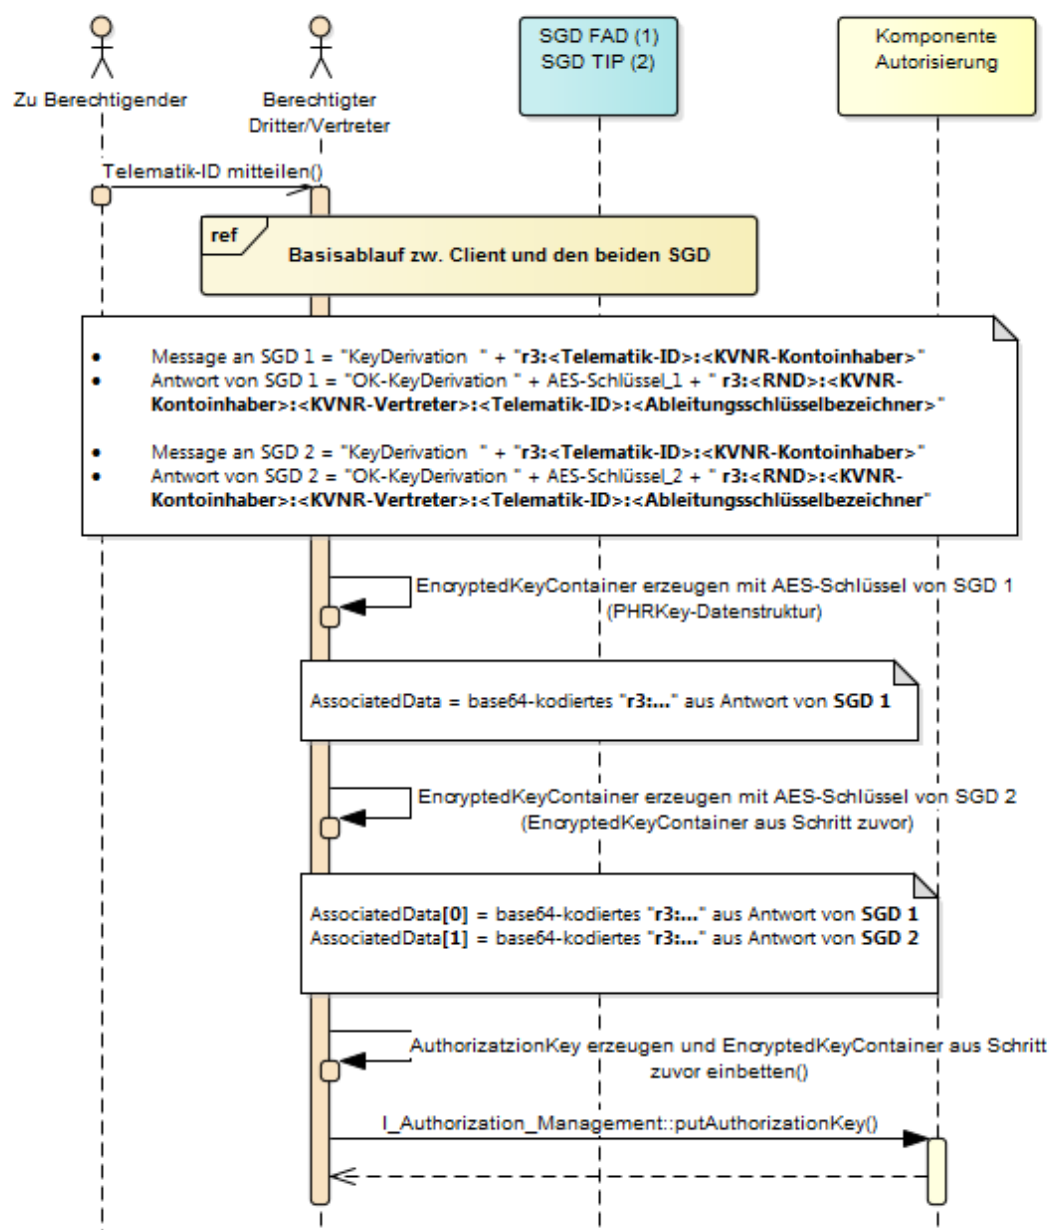 SGD FAD (1)
SGD TIP (2)
Komponente
Autorisierung
Zu Berechtigender
Berechtigter
Dritter/Vertreter
Telematik-ID mitteilen()
ref
Basisablauf zw. Client und den beiden SGD
• Message an SGD 1 = "KeyDerivation " + "r3:<Telematik-ID>:<KVNR-Kontoinhaber>"
• Antwort von SGD 1 = "OK-KeyDerivation " + AES-Schlüssel_1 + " r3:<RND>:<KVNR-
Kontoinhaber>:<KVNR-Vertreter>:<Telematik-ID>:<Ableitungsschlüsselbezeichner>"
• Message an SGD 2 = "KeyDerivation " + "r3:<Telematik-ID>:<KVNR-Kontoinhaber>"
• Antwort von SGD 2 = "OK-KeyDerivation " + AES-Schlüssel_2 + " r3:<RND>:<KVNR-
Kontoinhaber>:<KVNR-Vertreter>:<Telematik-ID>:<Ableitungsschlüsselbezeichner"
EncryptedKeyContainer erzeugen mit AES-Schlüssel von SGD 1
(PHRKey-Datenstruktur)
AssociatedData = base64-kodiertes "r3:..." aus Antwort von SGD 1
EncryptedKeyContainer erzeugen mit AES-Schlüssel von SGD 2
(EncryptedKeyContainer aus Schritt zuvor)
AssociatedData[0] = base64-kodiertes "r3:..." aus Antwort von SGD 1
AssociatedData[1] = base64-kodiertes "r3:..." aus Antwort von SGD 2
AuthorizatzionKey erzeugen und EncryptedKeyContainer aus Schritt
zuvor einbetten()
I_Authorization_Management::putAuthorizationKey()